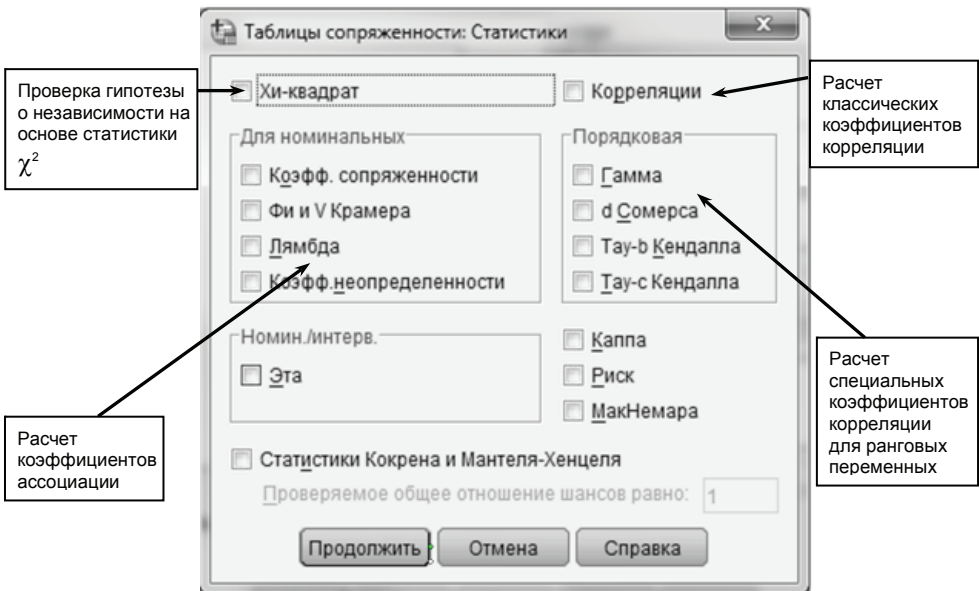 Таблицы сопряженности: Статистики
x
Проверка гипотезы
о независимости на
основе статистики
χ²
Хи-квадрат
Корреляции
Расчет
классических
коэффициентов
корреляции
Для номинальных
Коэфф. сопряженности
Фи и V Крамера
Лямбда
Коэфф.неопределенности
Порядковая
Гамма
d Сомерса
Тау-b Кендалла
Тау-c Кендалла
Номин./интерв.
Эта
Каппа
Риск
МакНемара
Расчет
специальных
коэффициентов
корреляции
для ранговых
переменных
Расчет
коэффициентов
ассоциации
Статистики Кокрена и Мантеля-Хенцеля
Проверяемое общее отношение шансов равно: 1
Продолжить Отмена Справка